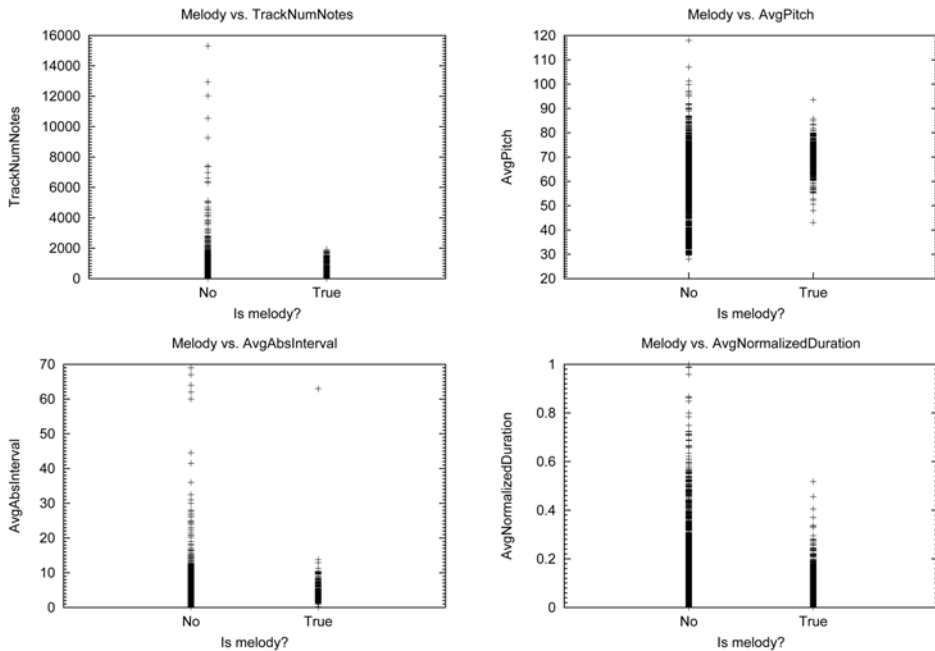 Melody vs. TrackNumNotes
16000
14000
12000
10000
8000
6000
4000
2000
0
TrackNumNotes
No
True
Is melody?
Melody vs. AvgPitch
120
110
100
90
80
70
60
50
40
30
20
AvgPitch
No
True
Is melody?
Melody vs. AvgAbsInterval
70
60
50
40
30
20
10
0
AvgAbsInterval
No
True
Is melody?
Melody vs. AvgNormalizedDuration
1
0.8
0.6
0.4
0.2
0
AvgNormalizedDuration
No
True
Is melody?